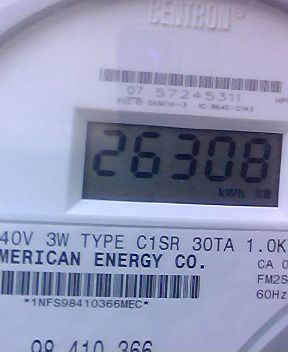 CENTRON
07 57245311
26308
kWh
40V 3W TYPE C1SR 30TA 1.0K
MERICAN ENERGY CO.
CA 0
FM2S
60Hz
*1NFS98410366MEC*
98 410 366